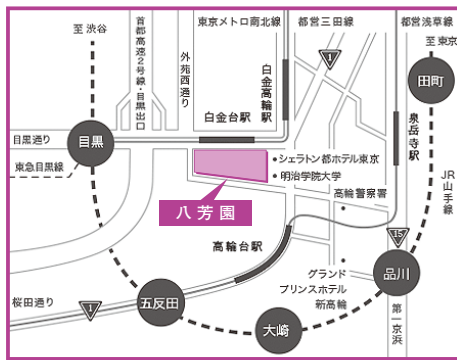 至 渋谷
首都高速2号線・目黒出口
外苑西通り
東京メトロ南北線
都営三田線
都営浅草線
至 東京
1
田町
白金高輪駅
白金台駅
泉岳寺駅
目黒通り
目黒
東急目黒線
シェラトン都ホテル東京
明治学院大学
高輪警察署
JR山手線
八芳園
高輪台駅
15
品川
グランド
プリンスホテル
新高輪
桜田通り
1
五反田
大崎
第一京浜